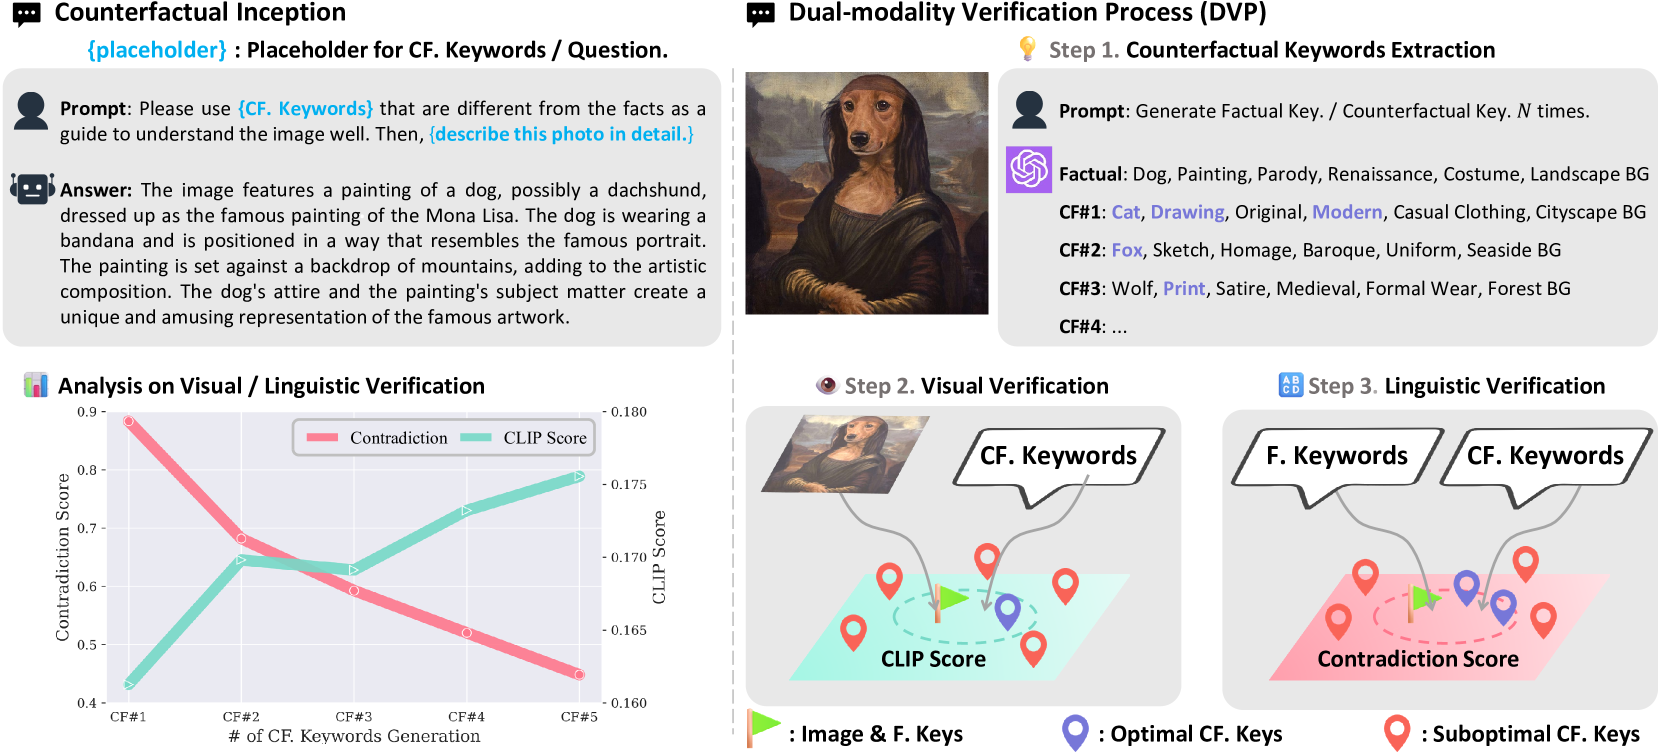 Counterfactual Inception
{placeholder} : Placeholder for CF. Keywords / Question.
Prompt: Please use {CF. Keywords} that are different from the facts as a
guide to understand the image well. Then, {describe this photo in detail.}
Answer: The image features a painting of a dog, possibly a dachshund,
dressed up as the famous painting of the Mona Lisa. The dog is wearing a
bandana and is positioned in a way that resembles the famous portrait.
The painting is set against a backdrop of mountains, adding to the artistic
composition. The dog's attire and the painting's subject matter create a
unique and amusing representation of the famous artwork.
Analysis on Visual / Linguistic Verification
Contradiction
CLIP Score
Contradiction Score
0.9
0.8
0.7
0.6
0.5
0.4
0.180
0.175
0.170
0.165
0.160
CLIP Score
CF#1 CF#2 CF#3 CF#4 CF#5
# of CF. Keywords Generation
Dual-modality Verification Process (DVP)
Step 1. Counterfactual Keywords Extraction
Prompt: Generate Factual Key. / Counterfactual Key. N times.
Factual: Dog, Painting, Parody, Renaissance, Costume, Landscape BG
CF#1: Cat, Drawing, Original, Modern, Casual Clothing, Cityscape BG
CF#2: Fox, Sketch, Homage, Baroque, Uniform, Seaside BG
CF#3: Wolf, Print, Satire, Medieval, Formal Wear, Forest BG
CF#4: ...
Step 2. Visual Verification
CF. Keywords
CLIP Score
AB
CD
Step 3. Linguistic Verification
F. Keywords
CF. Keywords
Contradiction Score
: Image & F. Keys
: Optimal CF. Keys
: Suboptimal CF. Keys